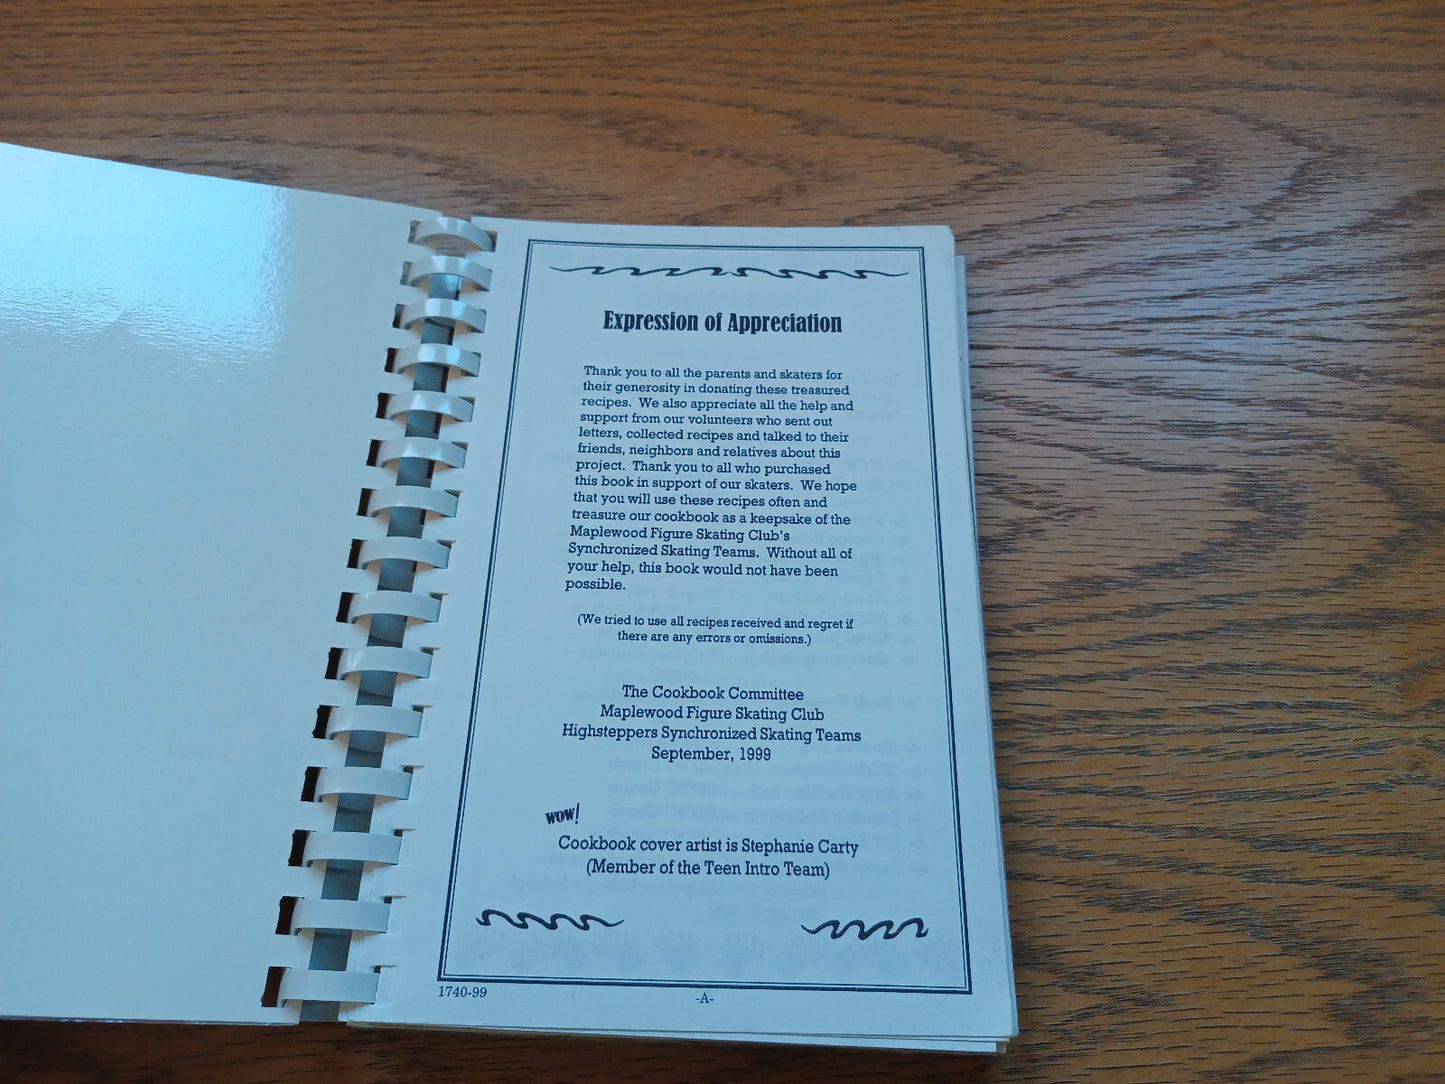 Expression of Appreciation
Thank you to all the parents and skaters for
their generosity in donating these treasured
recipes.  We also appreciate all the help and
support from our volunteers who sent out
letters, collected recipes and talked to their
friends, neighbors and relatives about this
project.  Thank you to all who purchased
this book in support of our skaters.  We hope
that you will use these recipes often and
treasure our cookbook as a keepsake of the
Maplewood Figure Skating Club's
Synchronized Skating Teams.  Without all of
your help, this book would not have been
possible.
(We tried to use all recipes received and regret if
there are any errors or omissions.)
The Cookbook Committee
Maplewood Figure Skating Club
Highsteppers Synchronized Skating Teams
September, 1999
WOW!
Cookbook cover artist is Stephanie Carty
(Member of the Teen Intro Team)
1740-99
-A-